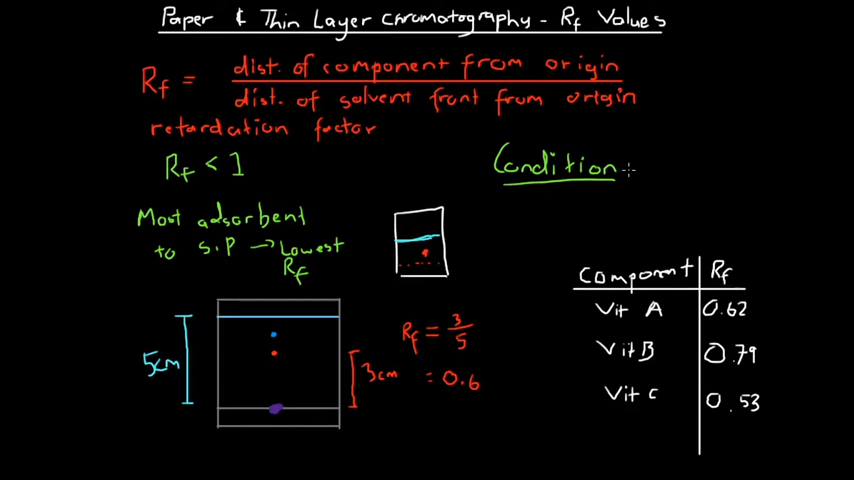 Paper & Thin Layer Chromatography - Rf Values
Rf = dist. of component from origin
dist. of solvent front from origin
retardation factor
Rf < 1
Condition
Most adsorbent
to S.P → Lowest
Rf
Component Rf
Vit A 0.62
Vit B 0.79
Vit C 0.53
5cm
3cm
Rf = 3
5
= 0.6